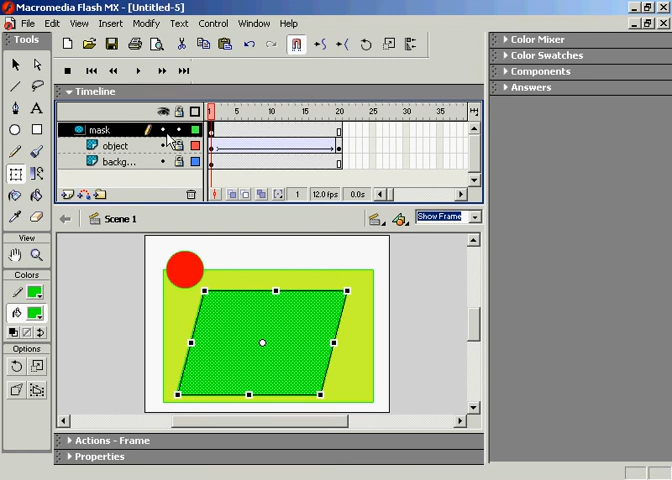 Macromedia Flash MX - [Untitled-5]
File Edit View Insert Modify Text Control Window Help
Tools
Timeline
1 5 10 15 20 25 30 35
mask
object
backg...
1 12.0 fps 0.0s
Scene 1
Show Frame
View
Colors
Options
Actions - Frame
Properties
Color Mixer
Color Swatches
Components
Answers